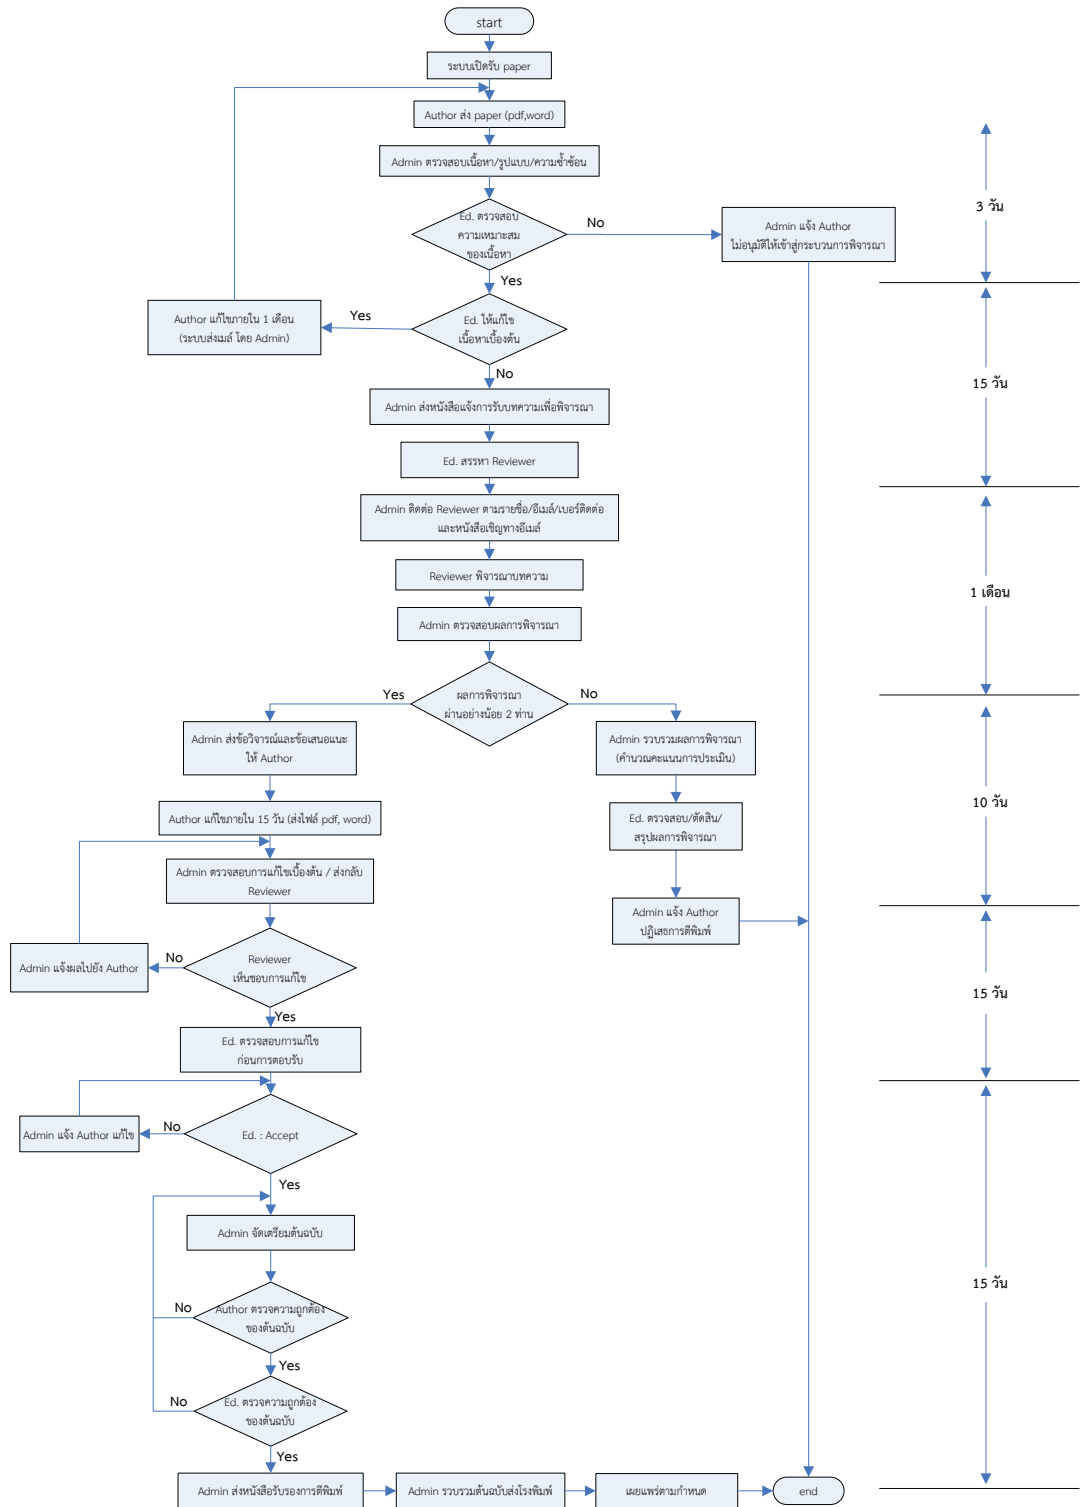 start
ระบบเปิดรับ paper
Author ส่ง paper (pdf,word)
Admin ตรวจสอบเนื้อหา/รูปแบบ/ความซ้ำซ้อน
3 วัน
Ed. ตรวจสอบ
ความเหมาะสม
ของเนื้อหา
No
Admin แจ้ง Author
ไม่อนุมัติให้เข้าสู่กระบวนการพิจารณา
Yes
Author แก้ไขภายใน 1 เดือน
(ระบบส่งเมล์ โดย Admin)
Yes
Ed. ให้แก้ไข
เนื้อหาเบื้องต้น
No
15 วัน
Admin ส่งหนังสือแจ้งการรับบทความเพื่อพิจารณา
Ed. สรรหา Reviewer
Admin ติดต่อ Reviewer ตามรายชื่อ/อีเมล์/เบอร์ติดต่อ
และหนังสือเชิญทางอีเมล์
Reviewer พิจารณาบทความ
1 เดือน
Admin ตรวจสอบผลการพิจารณา
Yes
ผลการพิจารณา
ผ่านอย่างน้อย 2 ท่าน
No
Admin ส่งข้อวิจารณ์และข้อเสนอแนะ
ให้ Author
Admin รวบรวมผลการพิจารณา
(คำนวณคะแนนการประเมิน)
10 วัน
Author แก้ไขภายใน 15 วัน (ส่งไฟล์ pdf, word)
Ed. ตรวจสอบ/ตัดสิน/
สรุปผลการพิจารณา
Admin ตรวจสอบการแก้ไขเบื้องต้น / ส่งกลับ
Reviewer
Admin แจ้ง Author
ปฏิเสธการตีพิมพ์
Admin แจ้งผลไปยัง Author
No
Reviewer
เห็นชอบการแก้ไข
15 วัน
Yes
Ed. ตรวจสอบการแก้ไข
ก่อนการตอบรับ
Admin แจ้ง Author แก้ไข
No
Ed. : Accept
Yes
Admin จัดเตรียมต้นฉบับ
15 วัน
No
Author ตรวจความถูกต้อง
ของต้นฉบับ
Yes
No
Ed. ตรวจความถูกต้อง
ของต้นฉบับ
Yes
Admin ส่งหนังสือรับรองการตีพิมพ์
Admin รวบรวมต้นฉบับส่งโรงพิมพ์
เผยแพร่ตามกำหนด
end